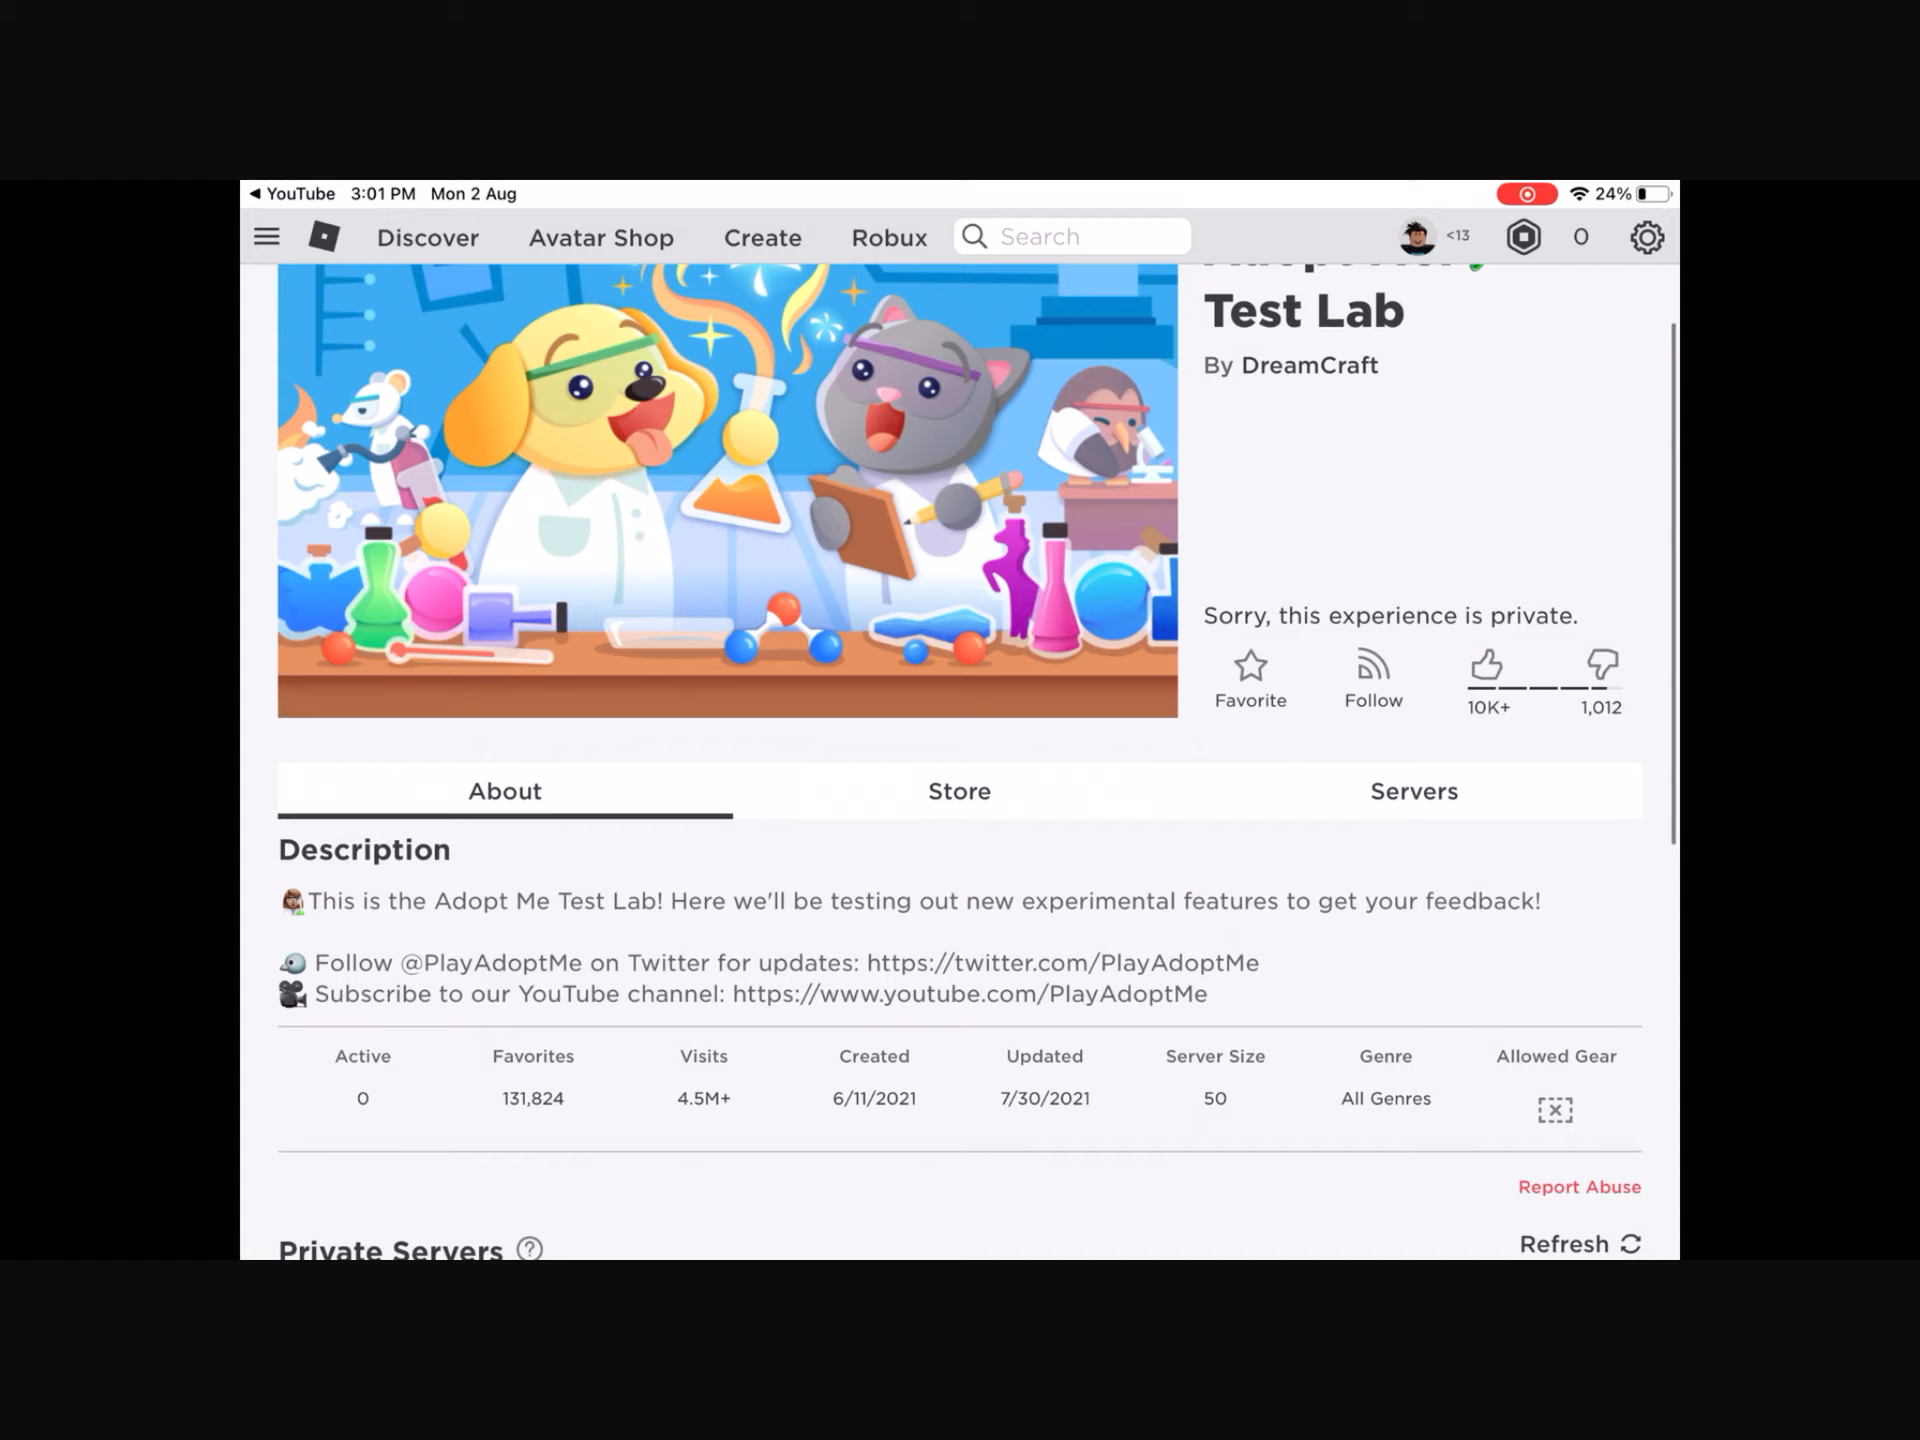 YouTube 3:01 PM Mon 2 Aug
24%
Discover Avatar Shop Create Robux Search <13 0
Test Lab
By DreamCraft
Sorry, this experience is private.
Favorite Follow 10K+ 1,012
About Store Servers
Description
This is the Adopt Me Test Lab! Here we'll be testing out new experimental features to get your feedback!
Follow @PlayAdoptMe on Twitter for updates: https://twitter.com/PlayAdoptMe
Subscribe to our YouTube channel: https://www.youtube.com/PlayAdoptMe
Active Favorites Visits Created Updated Server Size Genre Allowed Gear
0 131,824 4.5M+ 6/11/2021 7/30/2021 50 All Genres
Report Abuse
Private Servers Refresh